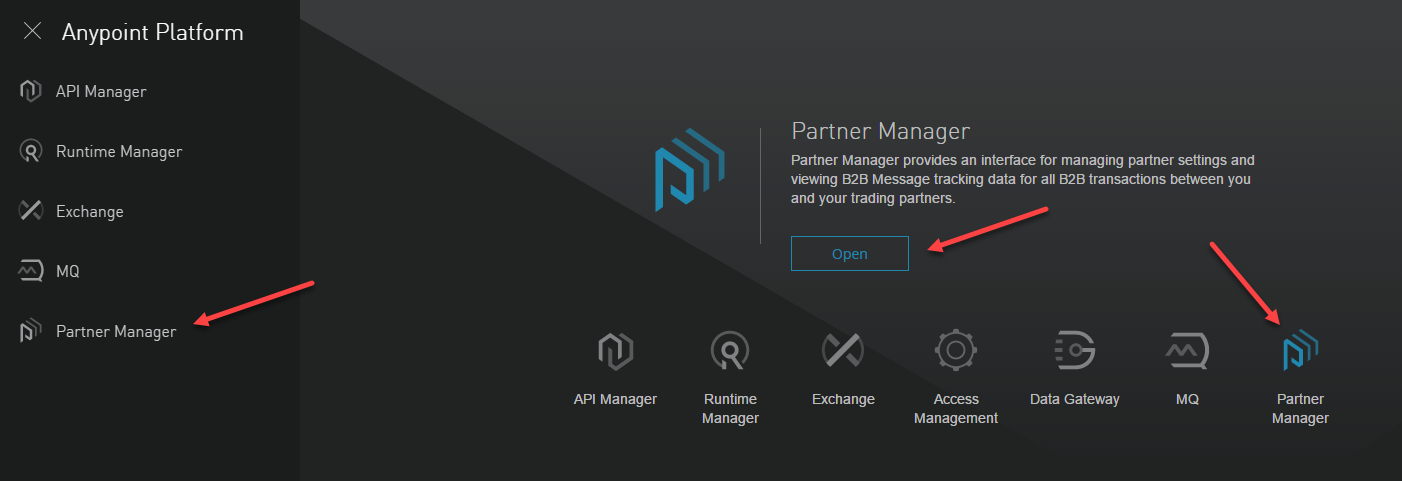 Anypoint Platform
API Manager
Runtime Manager
Exchange
MQ
Partner Manager
Partner Manager
Partner Manager provides an interface for managing partner settings and
viewing B2B Message tracking data for all B2B transactions between you
and your trading partners.
Open
API Manager
Runtime
Manager
Exchange
Access
Management
Data Gateway
MQ
Partner
Manager